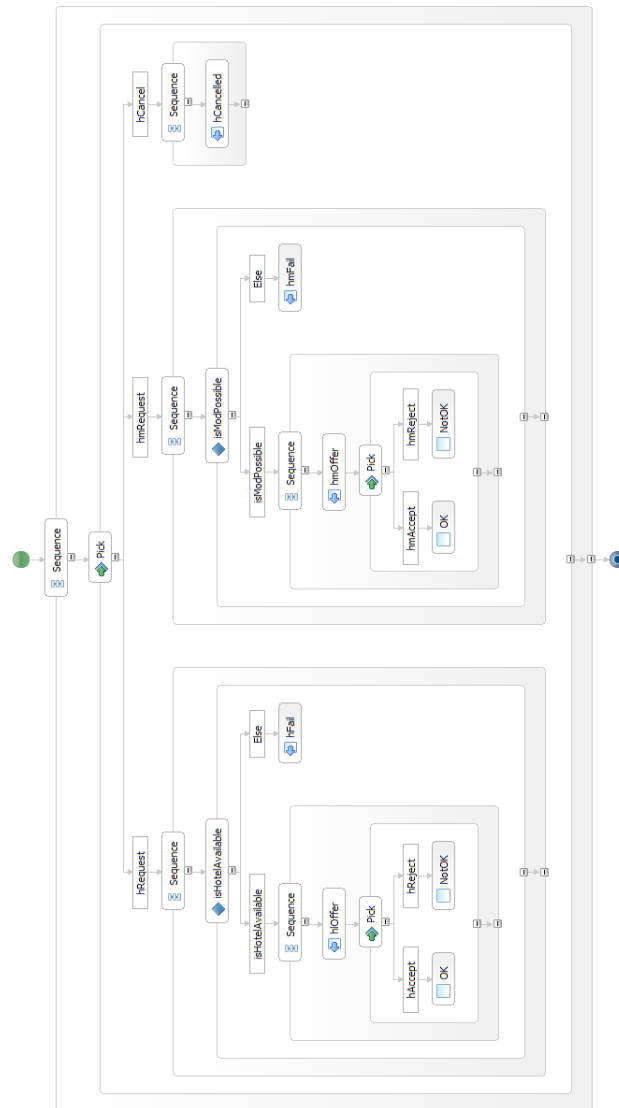 Sequence
Pick
hRequest
hmRequest
hCancel
Sequence
Sequence
Sequence
isHotelAvailable
isModPossible
hCancelled
isHotelAvailable
Else
isModPossible
Else
Sequence
hFail
Sequence
hmFail
hlOffer
hmOffer
Pick
Pick
hAccept
hReject
hmAccept
hmReject
OK
NotOK
OK
NotOK